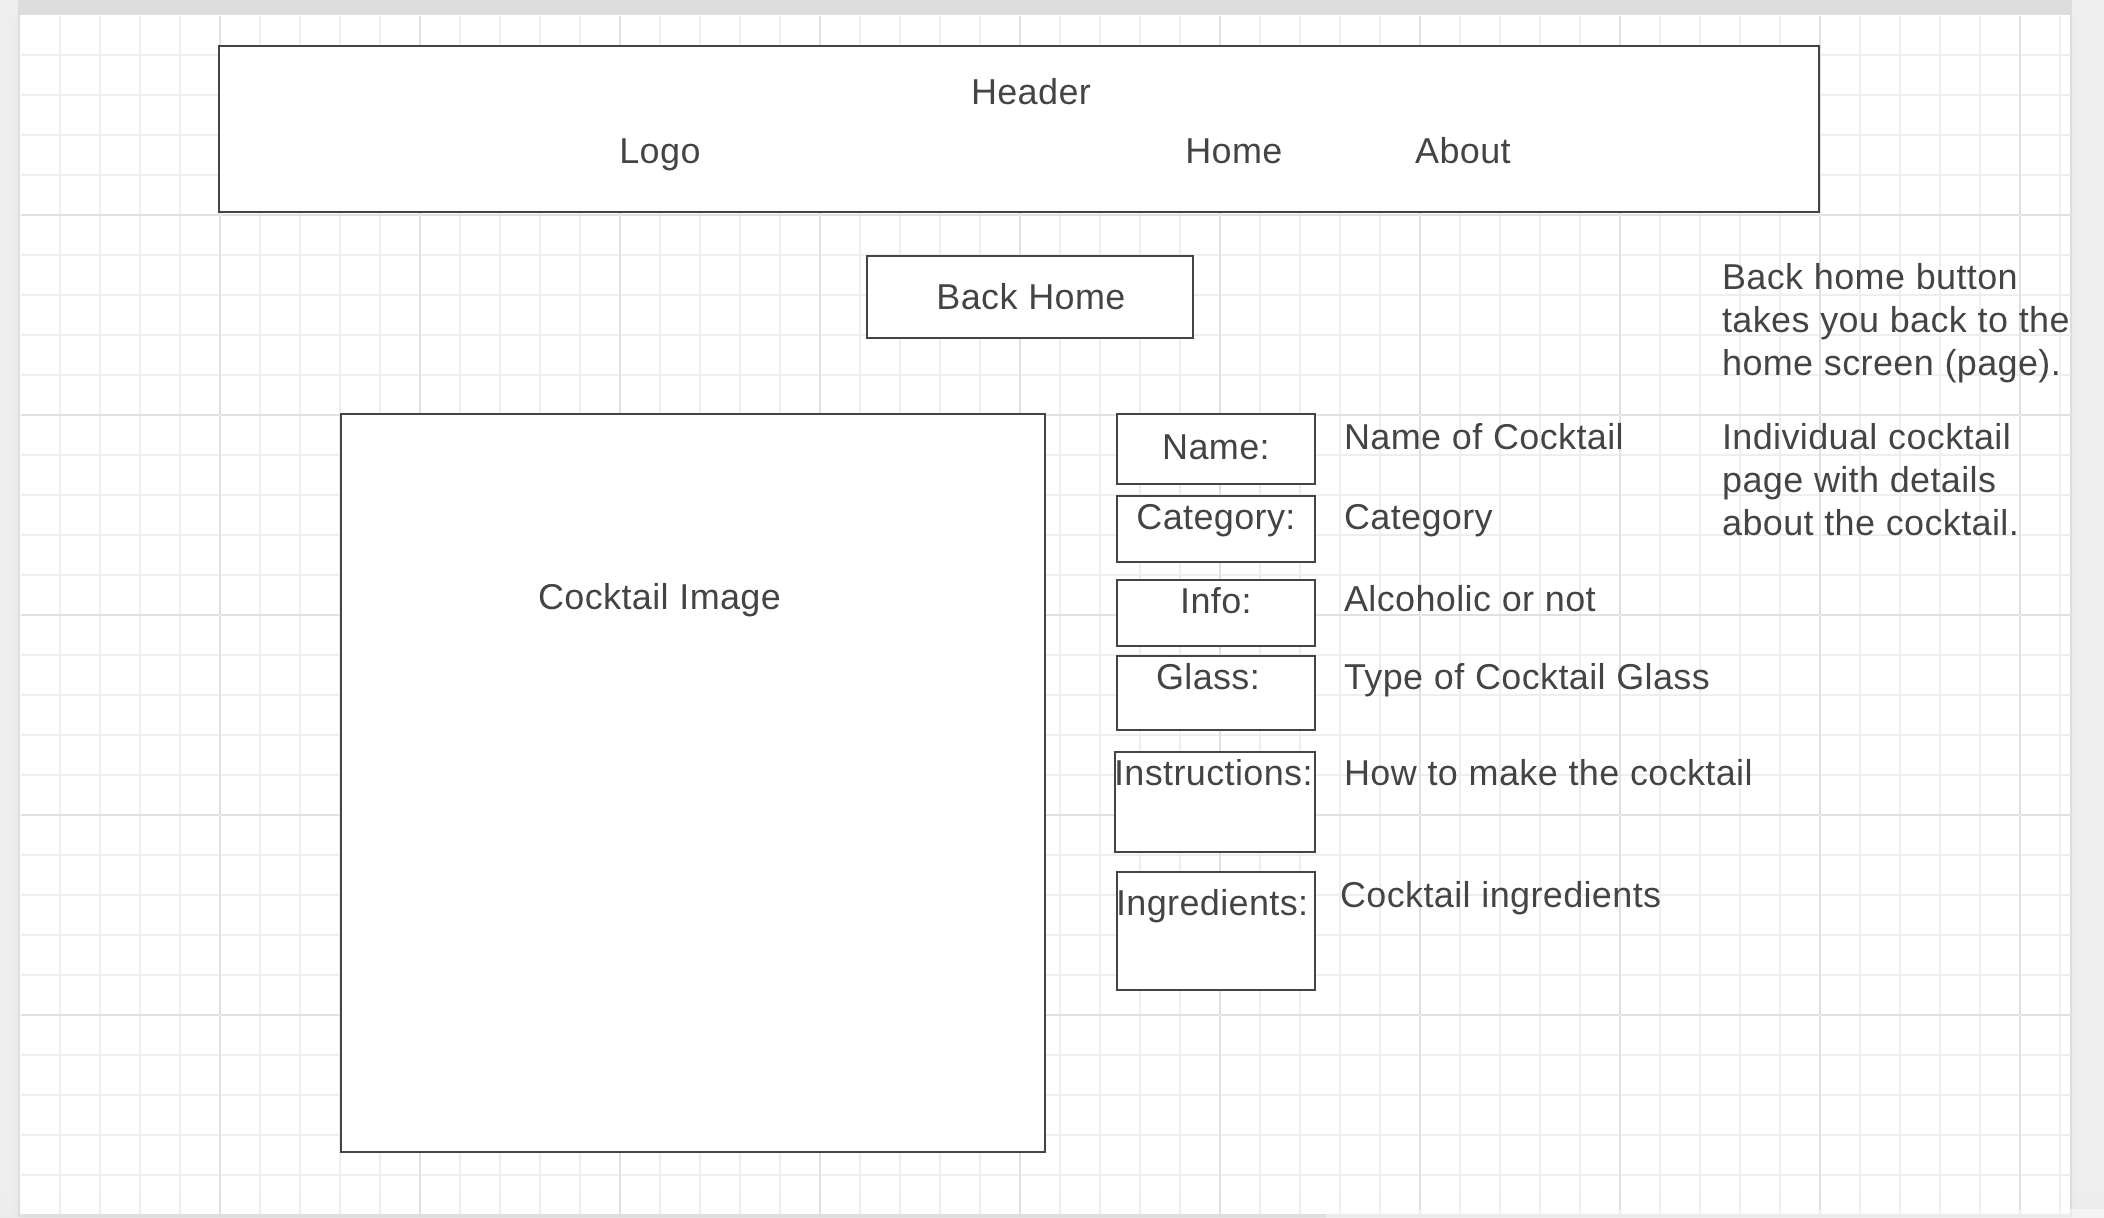 Header
Logo
Home
About
Back Home
Back home button
takes you back to the
home screen (page).
Cocktail Image
Name:
Name of Cocktail
Category:
Category
Info:
Alcoholic or not
Glass:
Type of Cocktail Glass
Instructions:
How to make the cocktail
Ingredients:
Cocktail ingredients
Individual cocktail
page with details
about the cocktail.